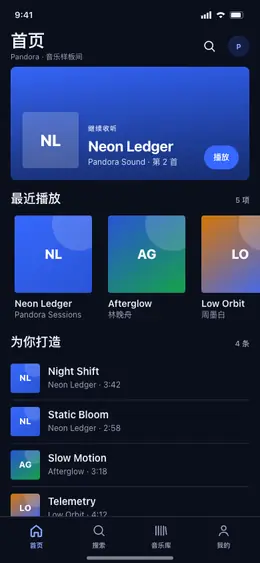 9:41
首页
Pandora · 音乐样板间
P
NL
继续收听
Neon Ledger
Pandora Sound · 第 2 首
播放
最近播放
5 项
NL
AG
LO
Neon Ledger
Afterglow
Low Orbit
Pandora Sessions
林晚舟
周墨白
为你打造
4 条
NL
Night Shift
Neon Ledger · 3:42
NL
Static Bloom
Neon Ledger · 2:58
AG
Slow Motion
Afterglow · 3:18
LO
Telemetry
Low Orbit · 4:12
首页
搜索
音乐库
我的